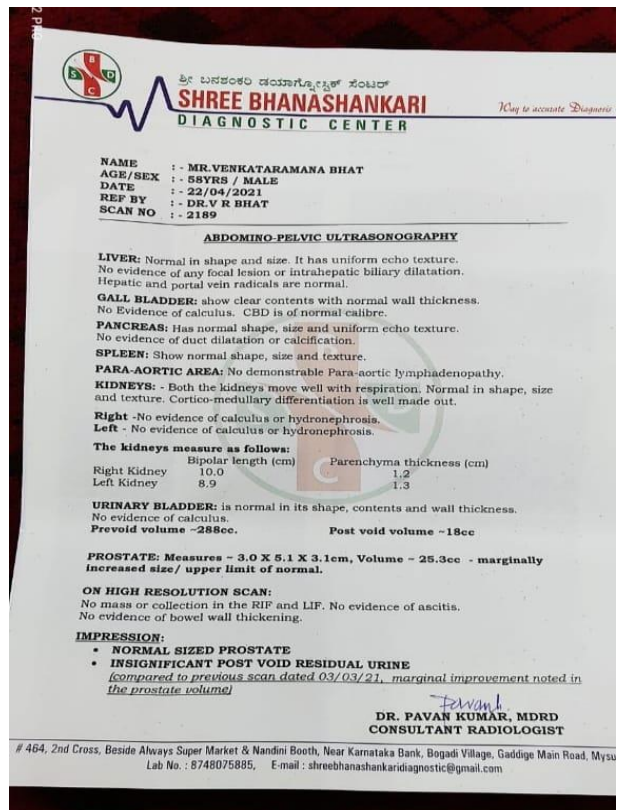 2 PRO
B
S D
C
ಶ್ರೀ ಬನಶಂಕರಿ ಡಯಾಗ್ನೋಸ್ಟಿಕ್ ಸೆಂಟರ್
SHREE BHANASHANKARI
DIAGNOSTIC CENTER
Way to accurate Diagnosis
NAME : - MR.VENKATARAMANA BHAT
AGE/SEX : - 58YRS / MALE
DATE : - 22/04/2021
REF BY : - DR.V R BHAT
SCAN NO : - 2189
ABDOMINO-PELVIC ULTRASONOGRAPHY
LIVER: Normal in shape and size. It has uniform echo texture.
No evidence of any focal lesion or intrahepatic biliary dilatation.
Hepatic and portal vein radicals are normal.
GALL BLADDER: show clear contents with normal wall thickness.
No Evidence of calculus. CBD is of normal calibre.
PANCREAS: Has normal shape, size and uniform echo texture.
No evidence of duct dilatation or calcification.
SPLEEN: Show normal shape, size and texture.
PARA-AORTIC AREA: No demonstrable Para-aortic lymphadenopathy.
KIDNEYS: - Both the kidneys move well with respiration. Normal in shape, size
and texture. Cortico-medullary differentiation is well made out.
Right -No evidence of calculus or hydronephrosis.
Left - No evidence of calculus or hydronephrosis.
The kidneys measure as follows:
Bipolar length (cm) Parenchyma thickness (cm)
Right Kidney 10.0 1.2
Left Kidney 8.9 1.3
URINARY BLADDER: is normal in its shape, contents and wall thickness.
No evidence of calculus.
Prevoid volume ~288cc. Post void volume ~18cc
PROSTATE: Measures ~ 3.0 X 5.1 X 3.1cm, Volume ~ 25.3cc - marginally
increased size/ upper limit of normal.
ON HIGH RESOLUTION SCAN:
No mass or collection in the RIF and LIF. No evidence of ascitis.
No evidence of bowel wall thickening.
IMPRESSION:
• NORMAL SIZED PROSTATE
• INSIGNIFICANT POST VOID RESIDUAL URINE
(compared to previous scan dated 03/03/21, marginal improvement noted in
the prostate volume)
Pavank
DR. PAVAN KUMAR, MDRD
CONSULTANT RADIOLOGIST
# 464, 2nd Cross, Beside Always Super Market & Nandini Booth, Near Karnataka Bank, Bogadi Village, Gaddige Main Road, Mysu
Lab No. : 8748075885, E-mail : shreebhanashankaridiagnostic@gmail.com